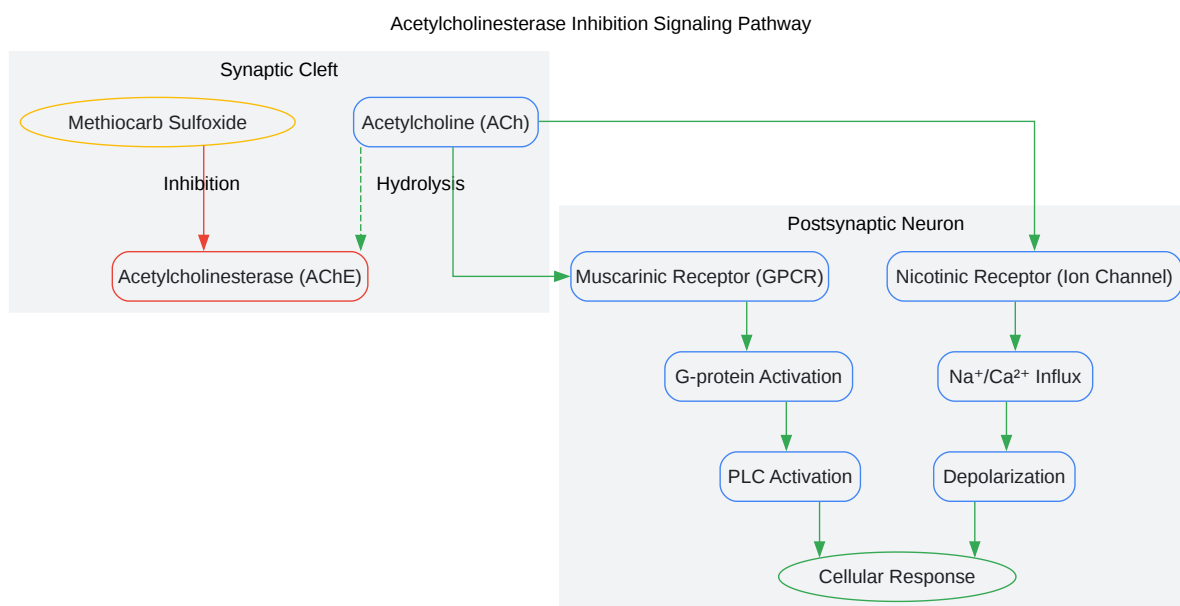 Acetylcholinesterase Inhibition Signaling Pathway
Synaptic Cleft
Methiocarb Sulfoxide
Acetylcholine (ACh)
Inhibition
Hydrolysis
Acetylcholinesterase (AChE)
Postsynaptic Neuron
Muscarinic Receptor (GPCR)
Nicotinic Receptor (Ion Channel)
G-protein Activation
Na⁺/Ca²⁺ Influx
PLC Activation
Depolarization
Cellular Response